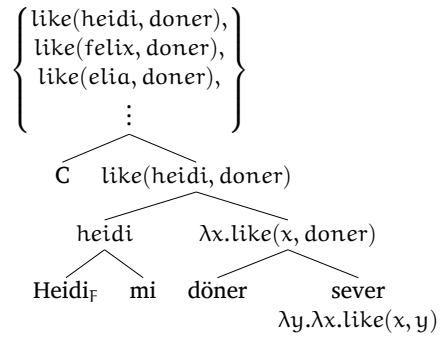 {like(heidi, doner),
like(felix, doner),
like(elia, doner),
⋮}
C like(heidi, doner)
heidi λx.like(x, doner)
Heidi_F mi döner sever
λy.λx.like(x, y)